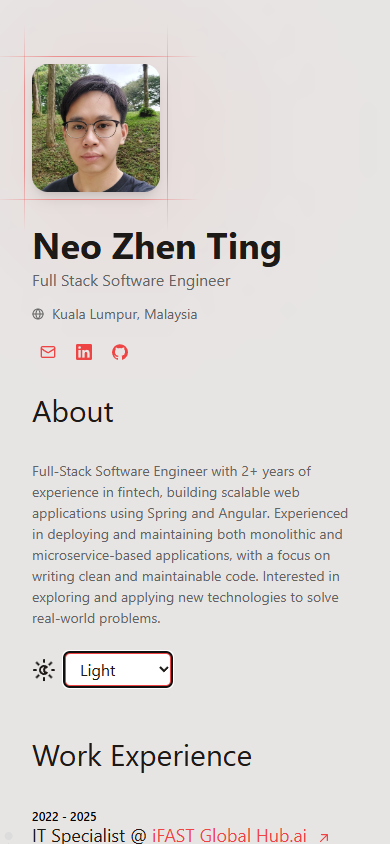 Neo Zhen Ting
Full Stack Software Engineer
Kuala Lumpur, Malaysia
in
About
Full-Stack Software Engineer with 2+ years of
experience in fintech, building scalable web
applications using Spring and Angular. Experienced
in deploying and maintaining both monolithic and
microservice-based applications, with a focus on
writing clean and maintainable code. Interested in
exploring and applying new technologies to solve
real-world problems.
Light
Work Experience
2022 - 2025
IT Specialist @ iFAST Global Hub.ai